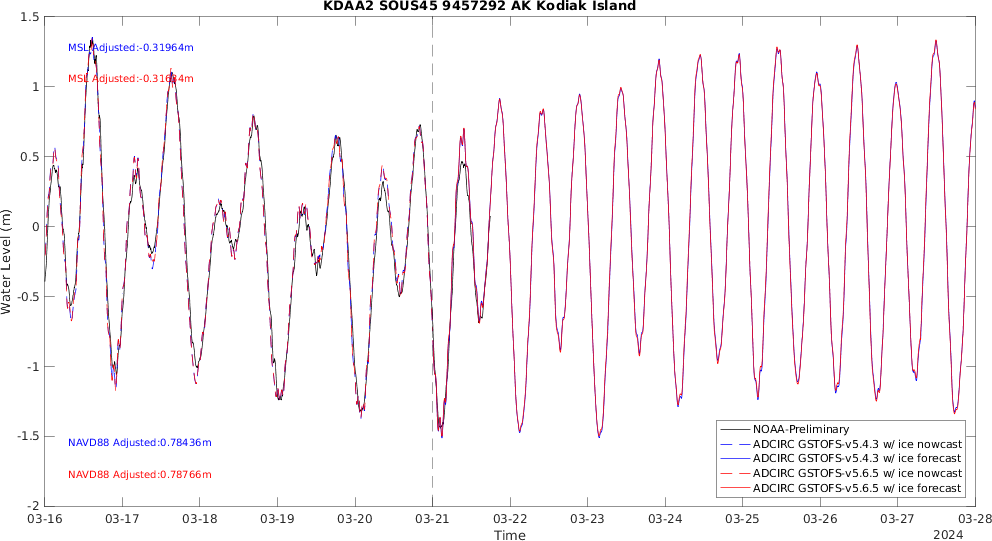 KDAA2 SOUS45 9457292 AK Kodiak Island
1.5
1
0.5
0
-0.5
-1
-1.5
-2
Water Level (m)
MSL Adjusted:-0.31964m
MSL Adjusted:-0.31634m
NAVD88 Adjusted:0.78436m
NAVD88 Adjusted:0.78766m
NOAA-Preliminary
ADCIRC GSTOFS-v5.4.3 w/ ice nowcast
ADCIRC GSTOFS-v5.4.3 w/ ice forecast
ADCIRC GSTOFS-v5.6.5 w/ ice nowcast
ADCIRC GSTOFS-v5.6.5 w/ ice forecast
03-16 03-17 03-18 03-19 03-20 03-21 03-22 03-23 03-24 03-25 03-26 03-27 03-28
Time
2024